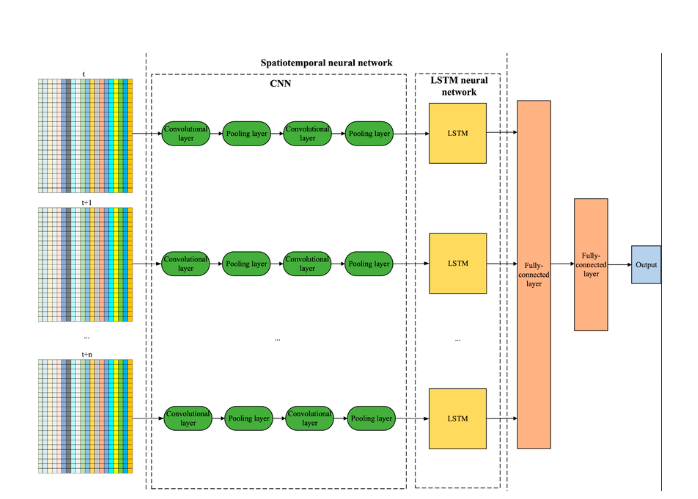 Spatiotemporal neural network
t
CNN
LSTM neural
network
Convolutional
layer
Pooling layer
Convolutional
layer
Pooling layer
LSTM
t+1
Convolutional
layer
Pooling layer
Convolutional
layer
Pooling layer
LSTM
Fully-
connected
layer
Fully-
connected
layer
Output
...
...
...
t+n
Convolutional
layer
Pooling layer
Convolutional
layer
Pooling layer
LSTM